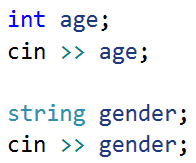 int age;
cin >> age;
string gender;
cin >> gender;